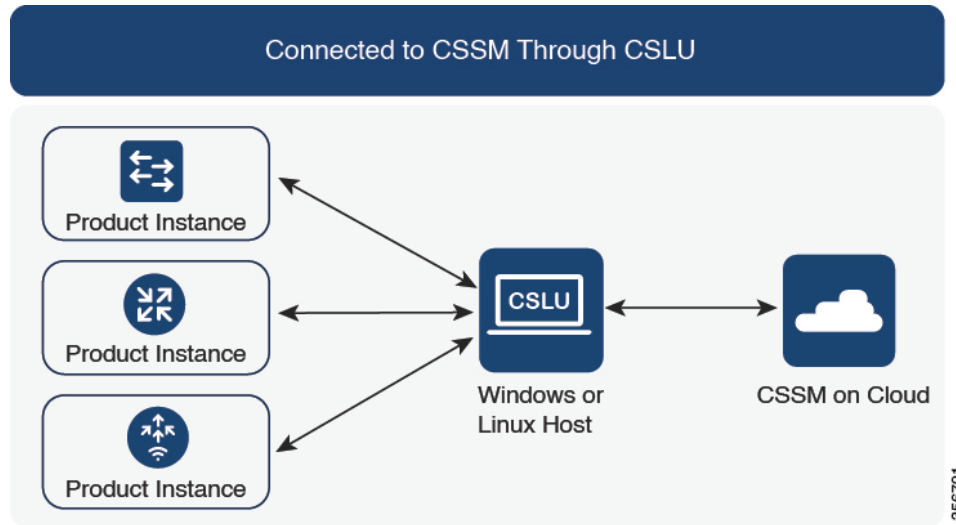 Connected to CSSM Through CSLU
Product Instance
Product Instance
Product Instance
CSLU
Windows or
Linux Host
CSSM on Cloud